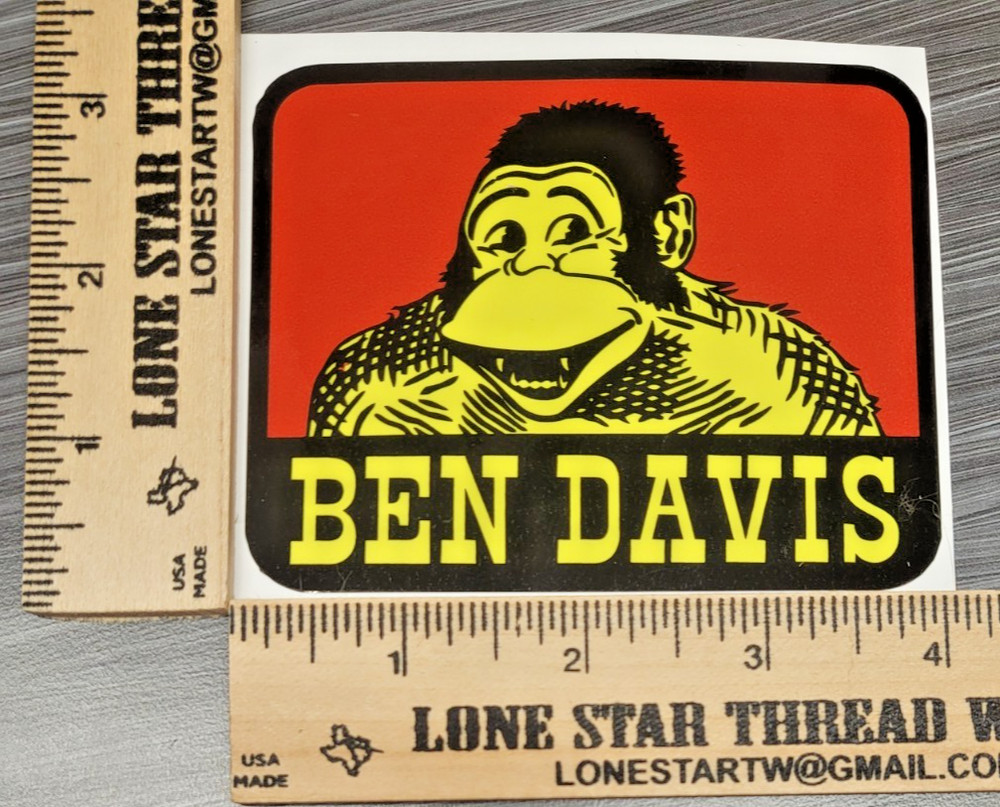 BEN DAVIS
3
2
1
LONE STAR THRE
LONESTARTW@GM
USA
MADE
1 2 3 4
LONE STAR THREAD W
LONESTARTW@GMAIL.CO
USA
MADE